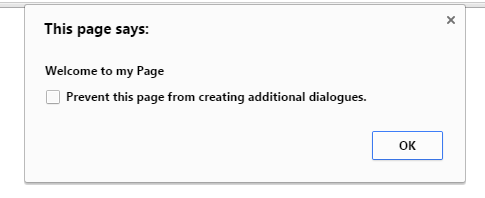 This page says:
Welcome to my Page
Prevent this page from creating additional dialogues.
OK